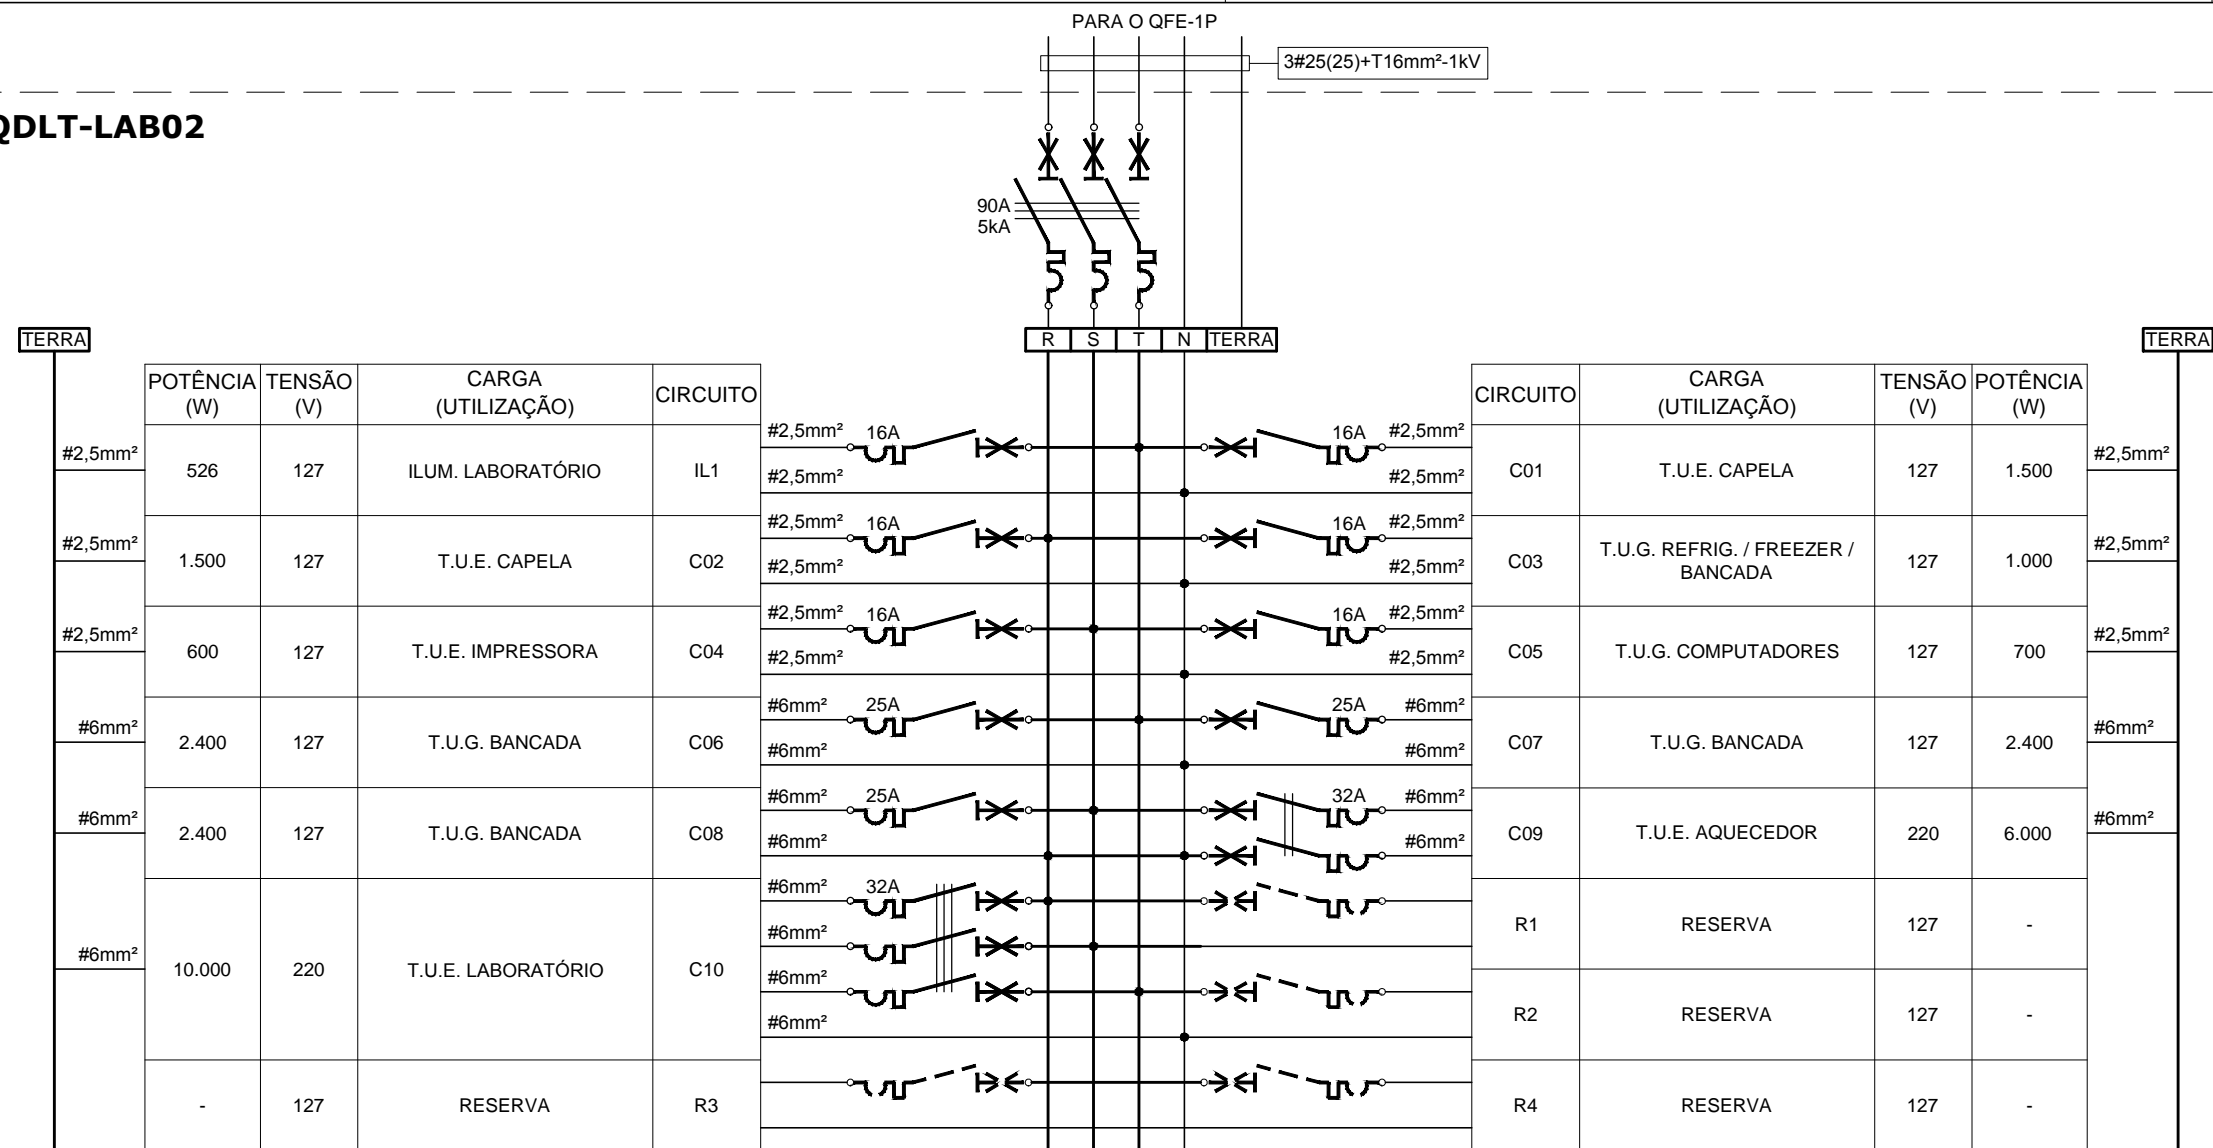 PARA O QFE-1P
3#25(25)+T16mm²-1kV
QDLT-LAB02
90A
5kA
TERRA
R S T N TERRA
TERRA
POTÊNCIA (W) TENSÃO (V) CARGA (UTILIZAÇÃO) CIRCUITO
CIRCUITO CARGA (UTILIZAÇÃO) TENSÃO (V) POTÊNCIA (W)
#2,5mm² 526 127 ILUM. LABORATÓRIO IL1 #2,5mm² 16A 16A #2,5mm² C01 T.U.E. CAPELA 127 1.500 #2,5mm²
#2,5mm² #2,5mm²
#2,5mm² 1.500 127 T.U.E. CAPELA C02 #2,5mm² 16A 16A #2,5mm² C03 T.U.G. REFRIG. / FREEZER / BANCADA 127 1.000 #2,5mm²
#2,5mm² #2,5mm²
#2,5mm² 600 127 T.U.E. IMPRESSORA C04 #2,5mm² 16A 16A #2,5mm² C05 T.U.G. COMPUTADORES 127 700 #2,5mm²
#2,5mm² #2,5mm²
#6mm² 2.400 127 T.U.G. BANCADA C06 #6mm² 25A 25A #6mm² C07 T.U.G. BANCADA 127 2.400 #6mm²
#6mm² #6mm²
#6mm² 2.400 127 T.U.G. BANCADA C08 #6mm² 25A 32A #6mm² C09 T.U.E. AQUECEDOR 220 6.000 #6mm²
#6mm² #6mm²
#6mm² 10.000 220 T.U.E. LABORATÓRIO C10 #6mm² 32A
#6mm²
#6mm²
#6mm²
R1 RESERVA 127 -
R2 RESERVA 127 -
- 127 RESERVA R3
R4 RESERVA 127 -